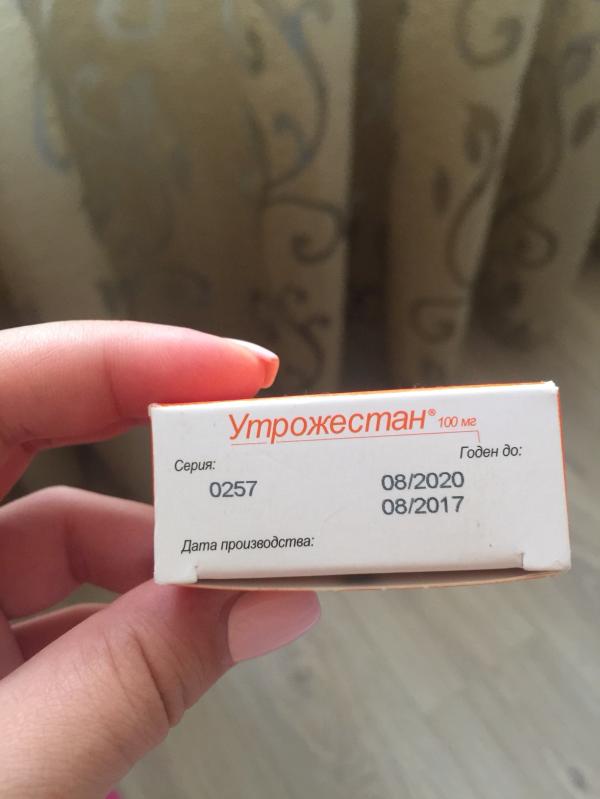 Утрожестан® 100 мг
Серия: Годен до:
0257 08/2020
08/2017
Дата производства: